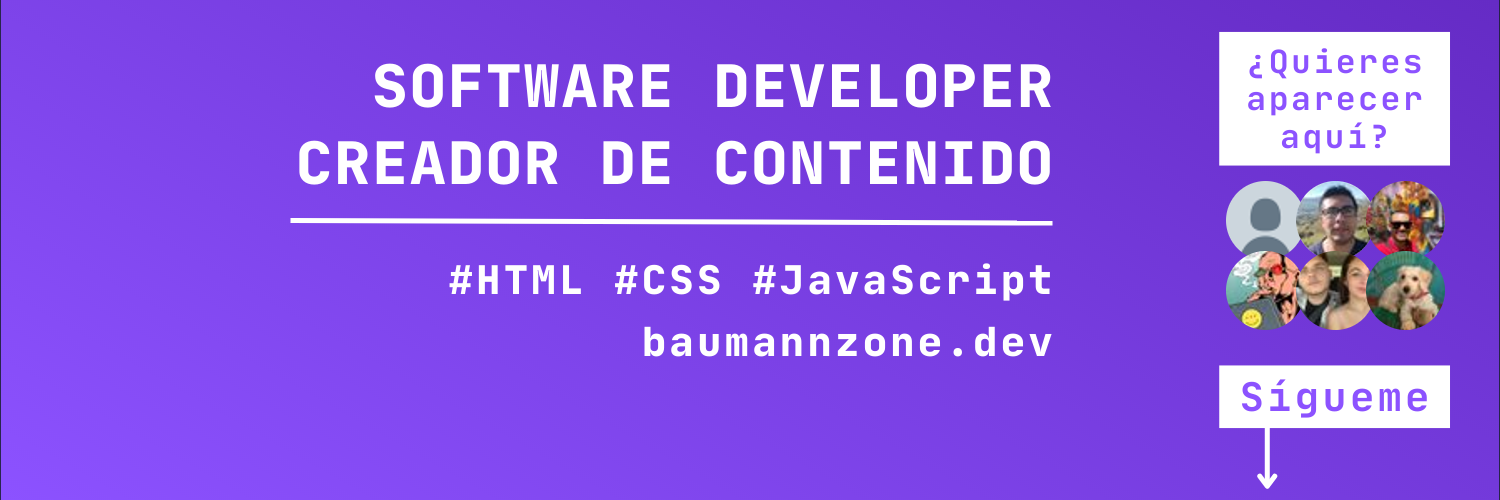 SOFTWARE DEVELOPER
CREADOR DE CONTENIDO
#HTML #CSS #JavaScript
baumannzone.dev
¿Quieres
aparecer
aquí?
Sígueme